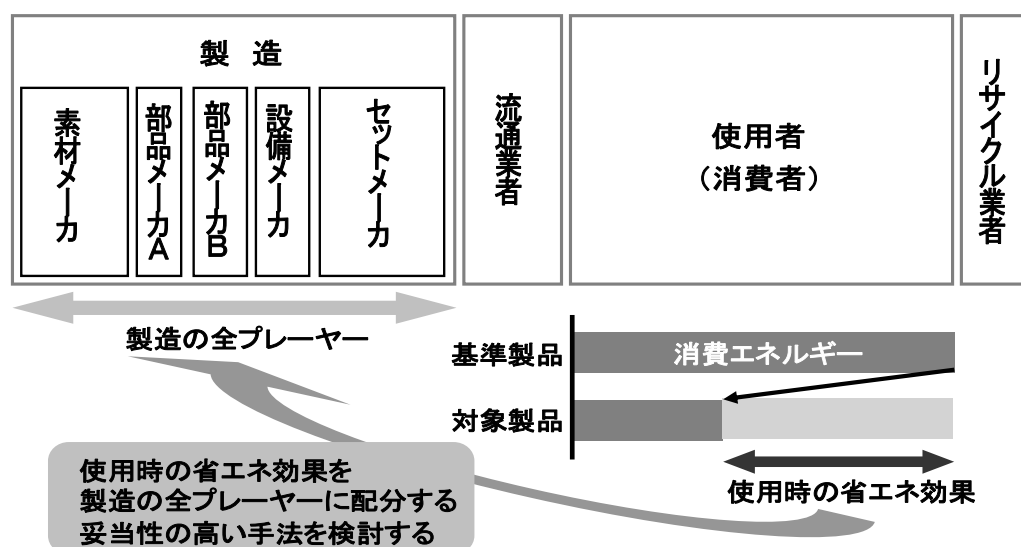 製 造
素材メーカ
部品メーカA
部品メーカB
設備メーカ
セットメーカ
流通業者
使用者
（消費者）
リサイクル業者
製造の全プレーヤー
基準製品
消費エネルギー
対象製品
使用時の省エネ効果
使用時の省エネ効果を
製造の全プレーヤーに配分する
妥当性の高い手法を検討する